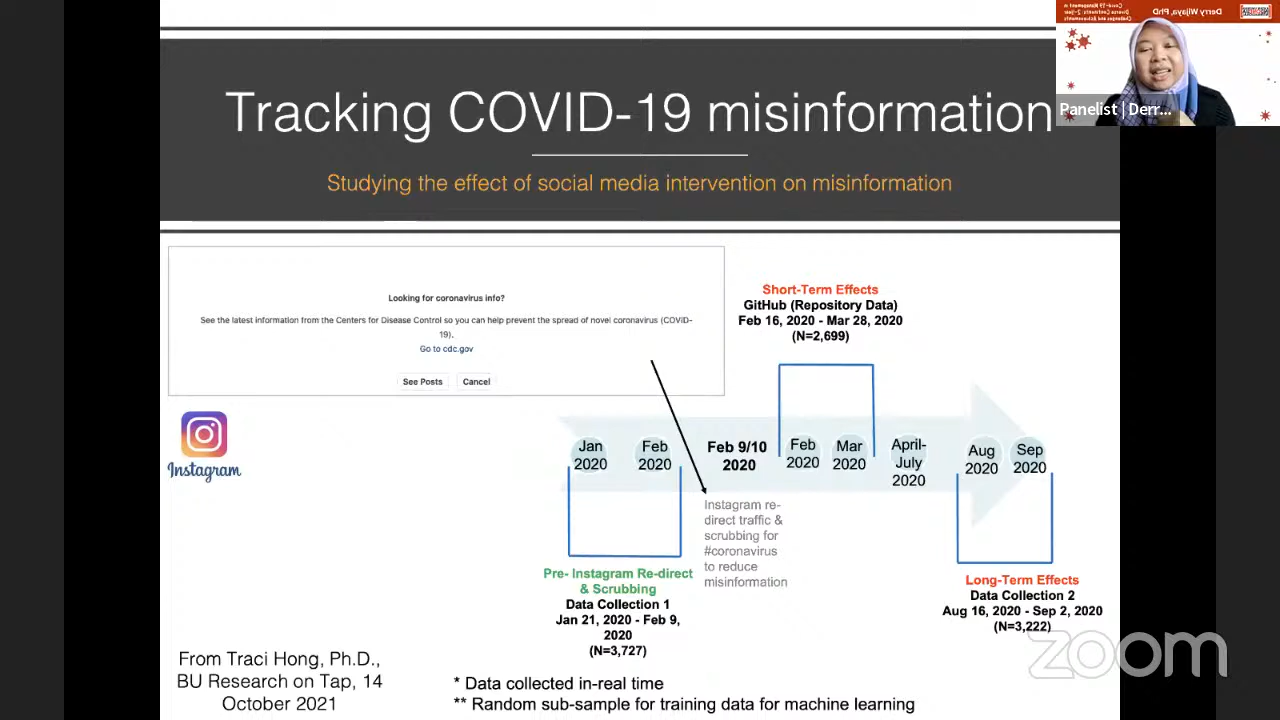 Tracking COVID-19 misinformation
Studying the effect of social media intervention on misinformation
Derry Wijaya, PhD
Panelist | Derr...
Looking for coronavirus info?
See the latest information from the Centers for Disease Control so you can help prevent the spread of novel coronavirus (COVID-
19).
Go to cdc.gov
See Posts
Cancel
Instagram
Short-Term Effects
GitHub (Repository Data)
Feb 16, 2020 - Mar 28, 2020
(N=2,699)
Jan
2020
Feb
2020
Feb 9/10
2020
Feb
2020
Mar
2020
April-
July
2020
Aug
2020
Sep
2020
Instagram re-
direct traffic &
scrubbing for
#coronavirus
to reduce
misinformation
Pre- Instagram Re-direct
& Scrubbing
Data Collection 1
Jan 21, 2020 - Feb 9,
2020
(N=3,727)
Long-Term Effects
Data Collection 2
Aug 16, 2020 - Sep 2, 2020
(N=3,222)
From Traci Hong, Ph.D.,
BU Research on Tap, 14
October 2021
* Data collected in-real time
** Random sub-sample for training data for machine learning
zoom